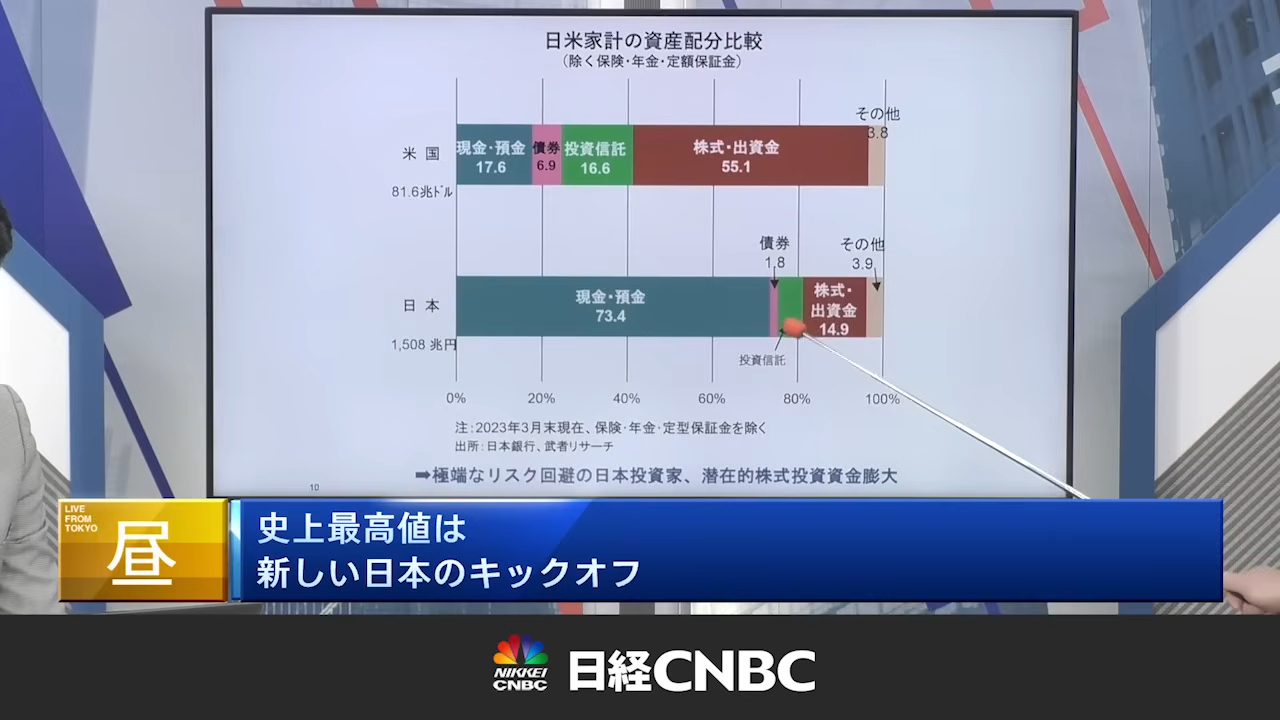 日米家計の資産配分比較
（除く保険・年金・定額保証金）
その他
3.8
米 国
現金・預金
17.6
債券
6.9
投資信託
16.6
株式・出資金
55.1
81.6兆ドル
債券
1.8
その他
3.9
日 本
現金・預金
73.4
株式・
出資金
14.9
1,508 兆円
投資信託
0% 20% 40% 60% 80% 100%
注：2023年3月末現在、保険・年金・定型保証金を除く
出所：日本銀行、武者リサーチ
➡極端なリスク回避の日本投資家、潜在的株式投資資金膨大
10
LIVE
FROM
TOKYO
昼
史上最高値は
新しい日本のキックオフ
NIKKEI
CNBC
日経CNBC